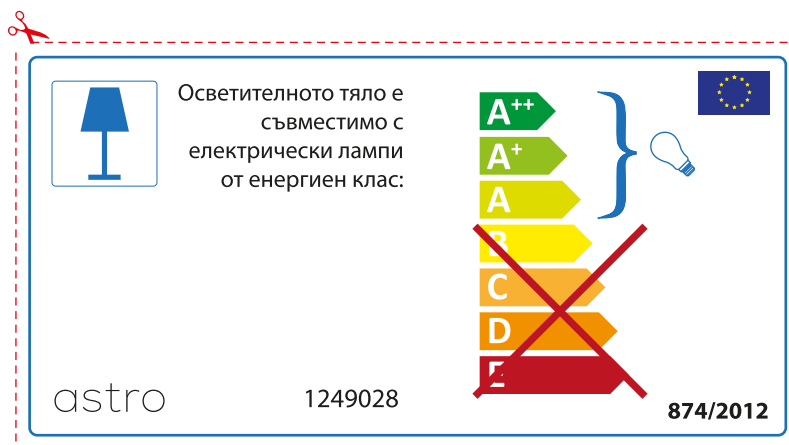 Осветителното тяло е
съвместимо с
електрически лампи
от енергиен клас:
A++
A+
A
B
C
D
E
astro
1249028
874/2012